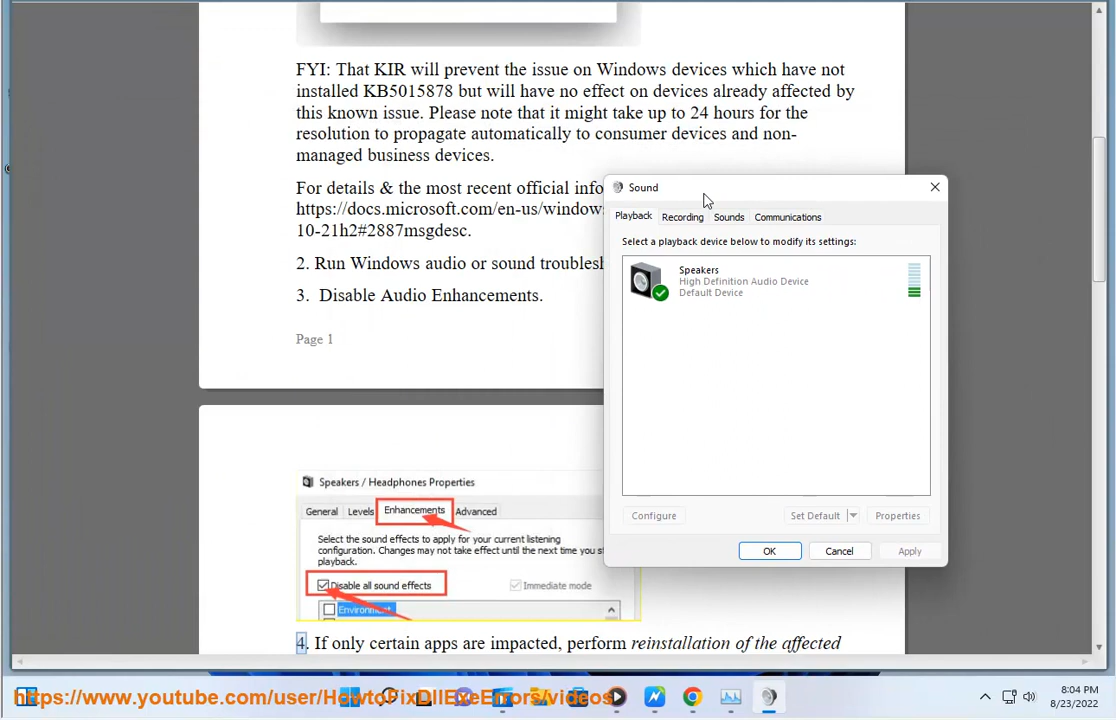 FYI: That KIR will prevent the issue on Windows devices which have not
installed KB5015878 but will have no effect on devices already affected by
this known issue. Please note that it might take up to 24 hours for the
resolution to propagate automatically to consumer devices and non-
managed business devices.
For details & the most recent official info
https://docs.microsoft.com/en-us/window
10-21h2#2887msgdesc.
2. Run Windows audio or sound troublesh
3. Disable Audio Enhancements.
Page 1
Sound
Playback Recording Sounds Communications
Select a playback device below to modify its settings:
Speakers
High Definition Audio Device
Default Device
Configure Set Default Properties
OK Cancel Apply
Speakers / Headphones Properties
General Levels Enhancements Advanced
Select the sound effects to apply for your current listening
configuration. Changes may not take effect until the next time you st
playback.
Disable all sound effects Immediate mode
Environment
4. If only certain apps are impacted, perform reinstallation of the affected
https://www.youtube.com/user/HowtoFixDllExeErrors/videos
8:04 PM
8/23/2022